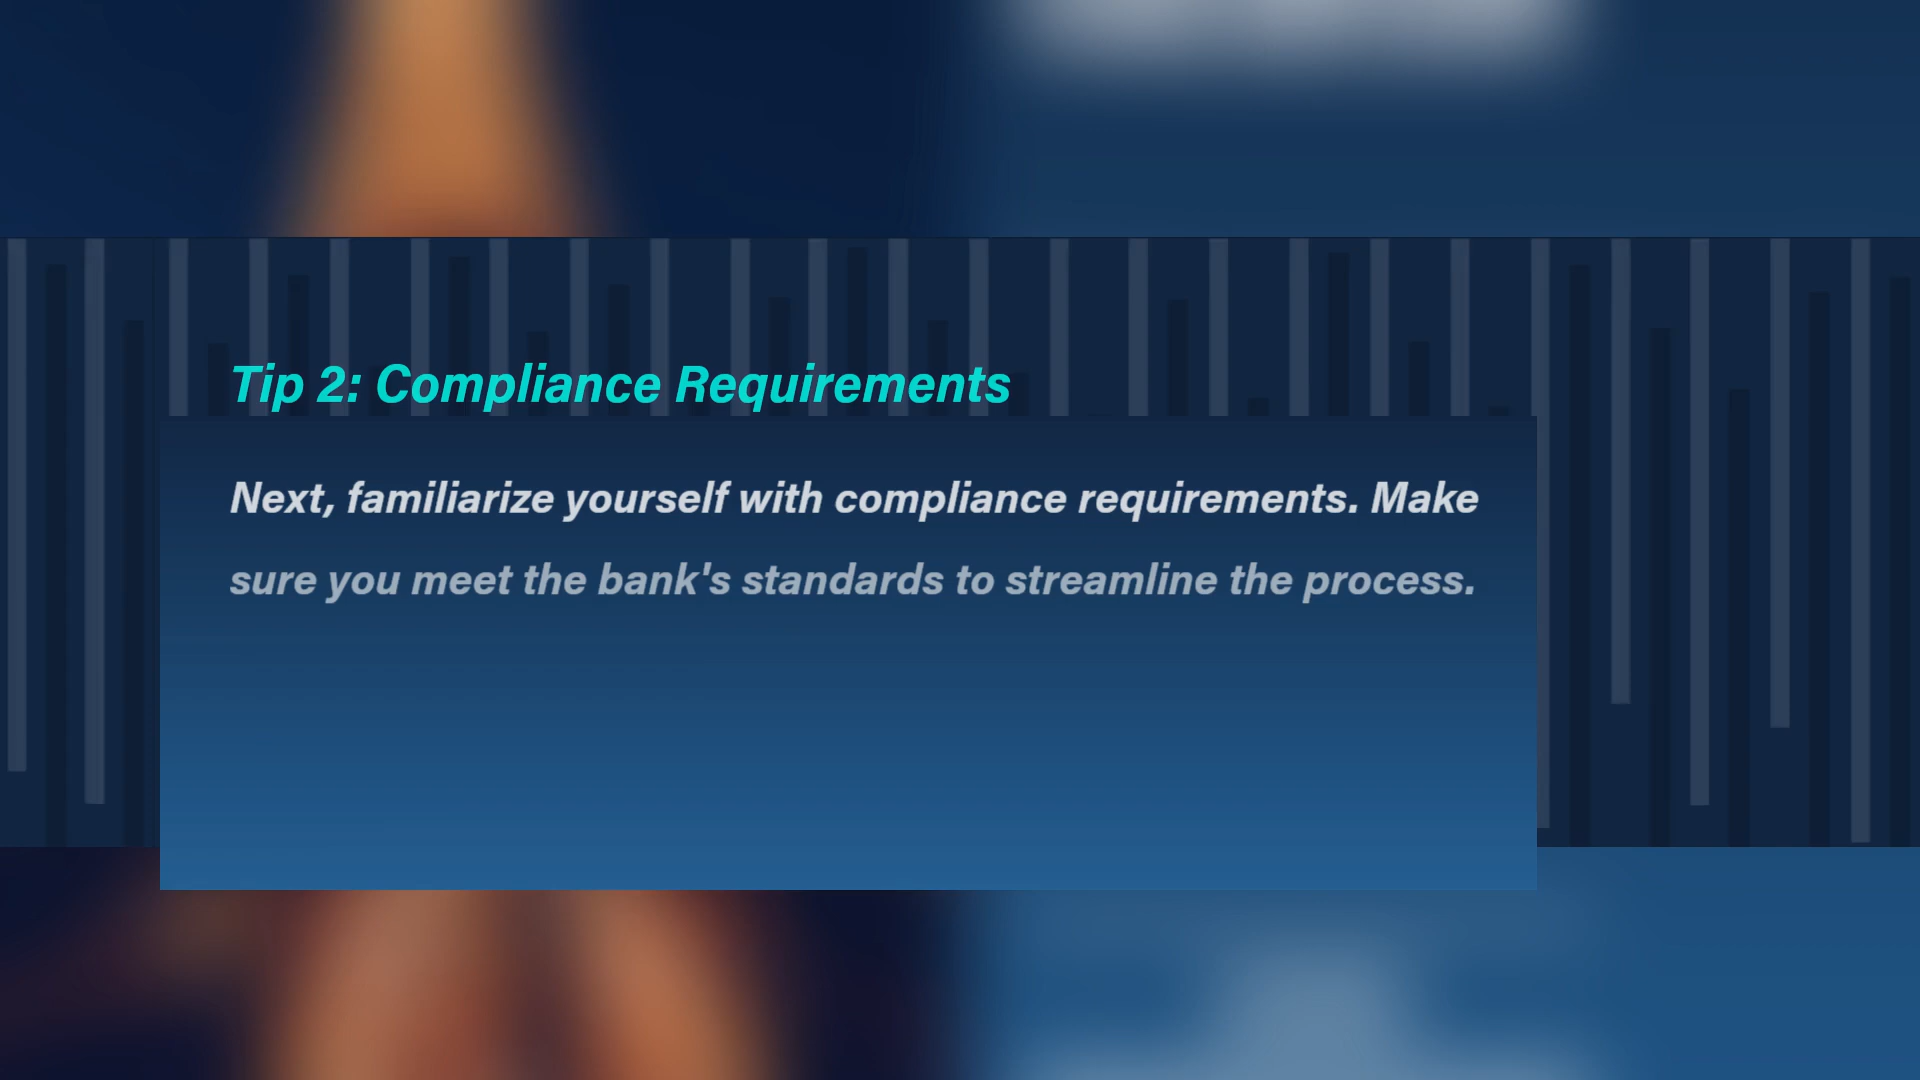 Tip 2: Compliance Requirements
Next, familiarize yourself with compliance requirements. Make
sure you meet the bank's standards to streamline the process.